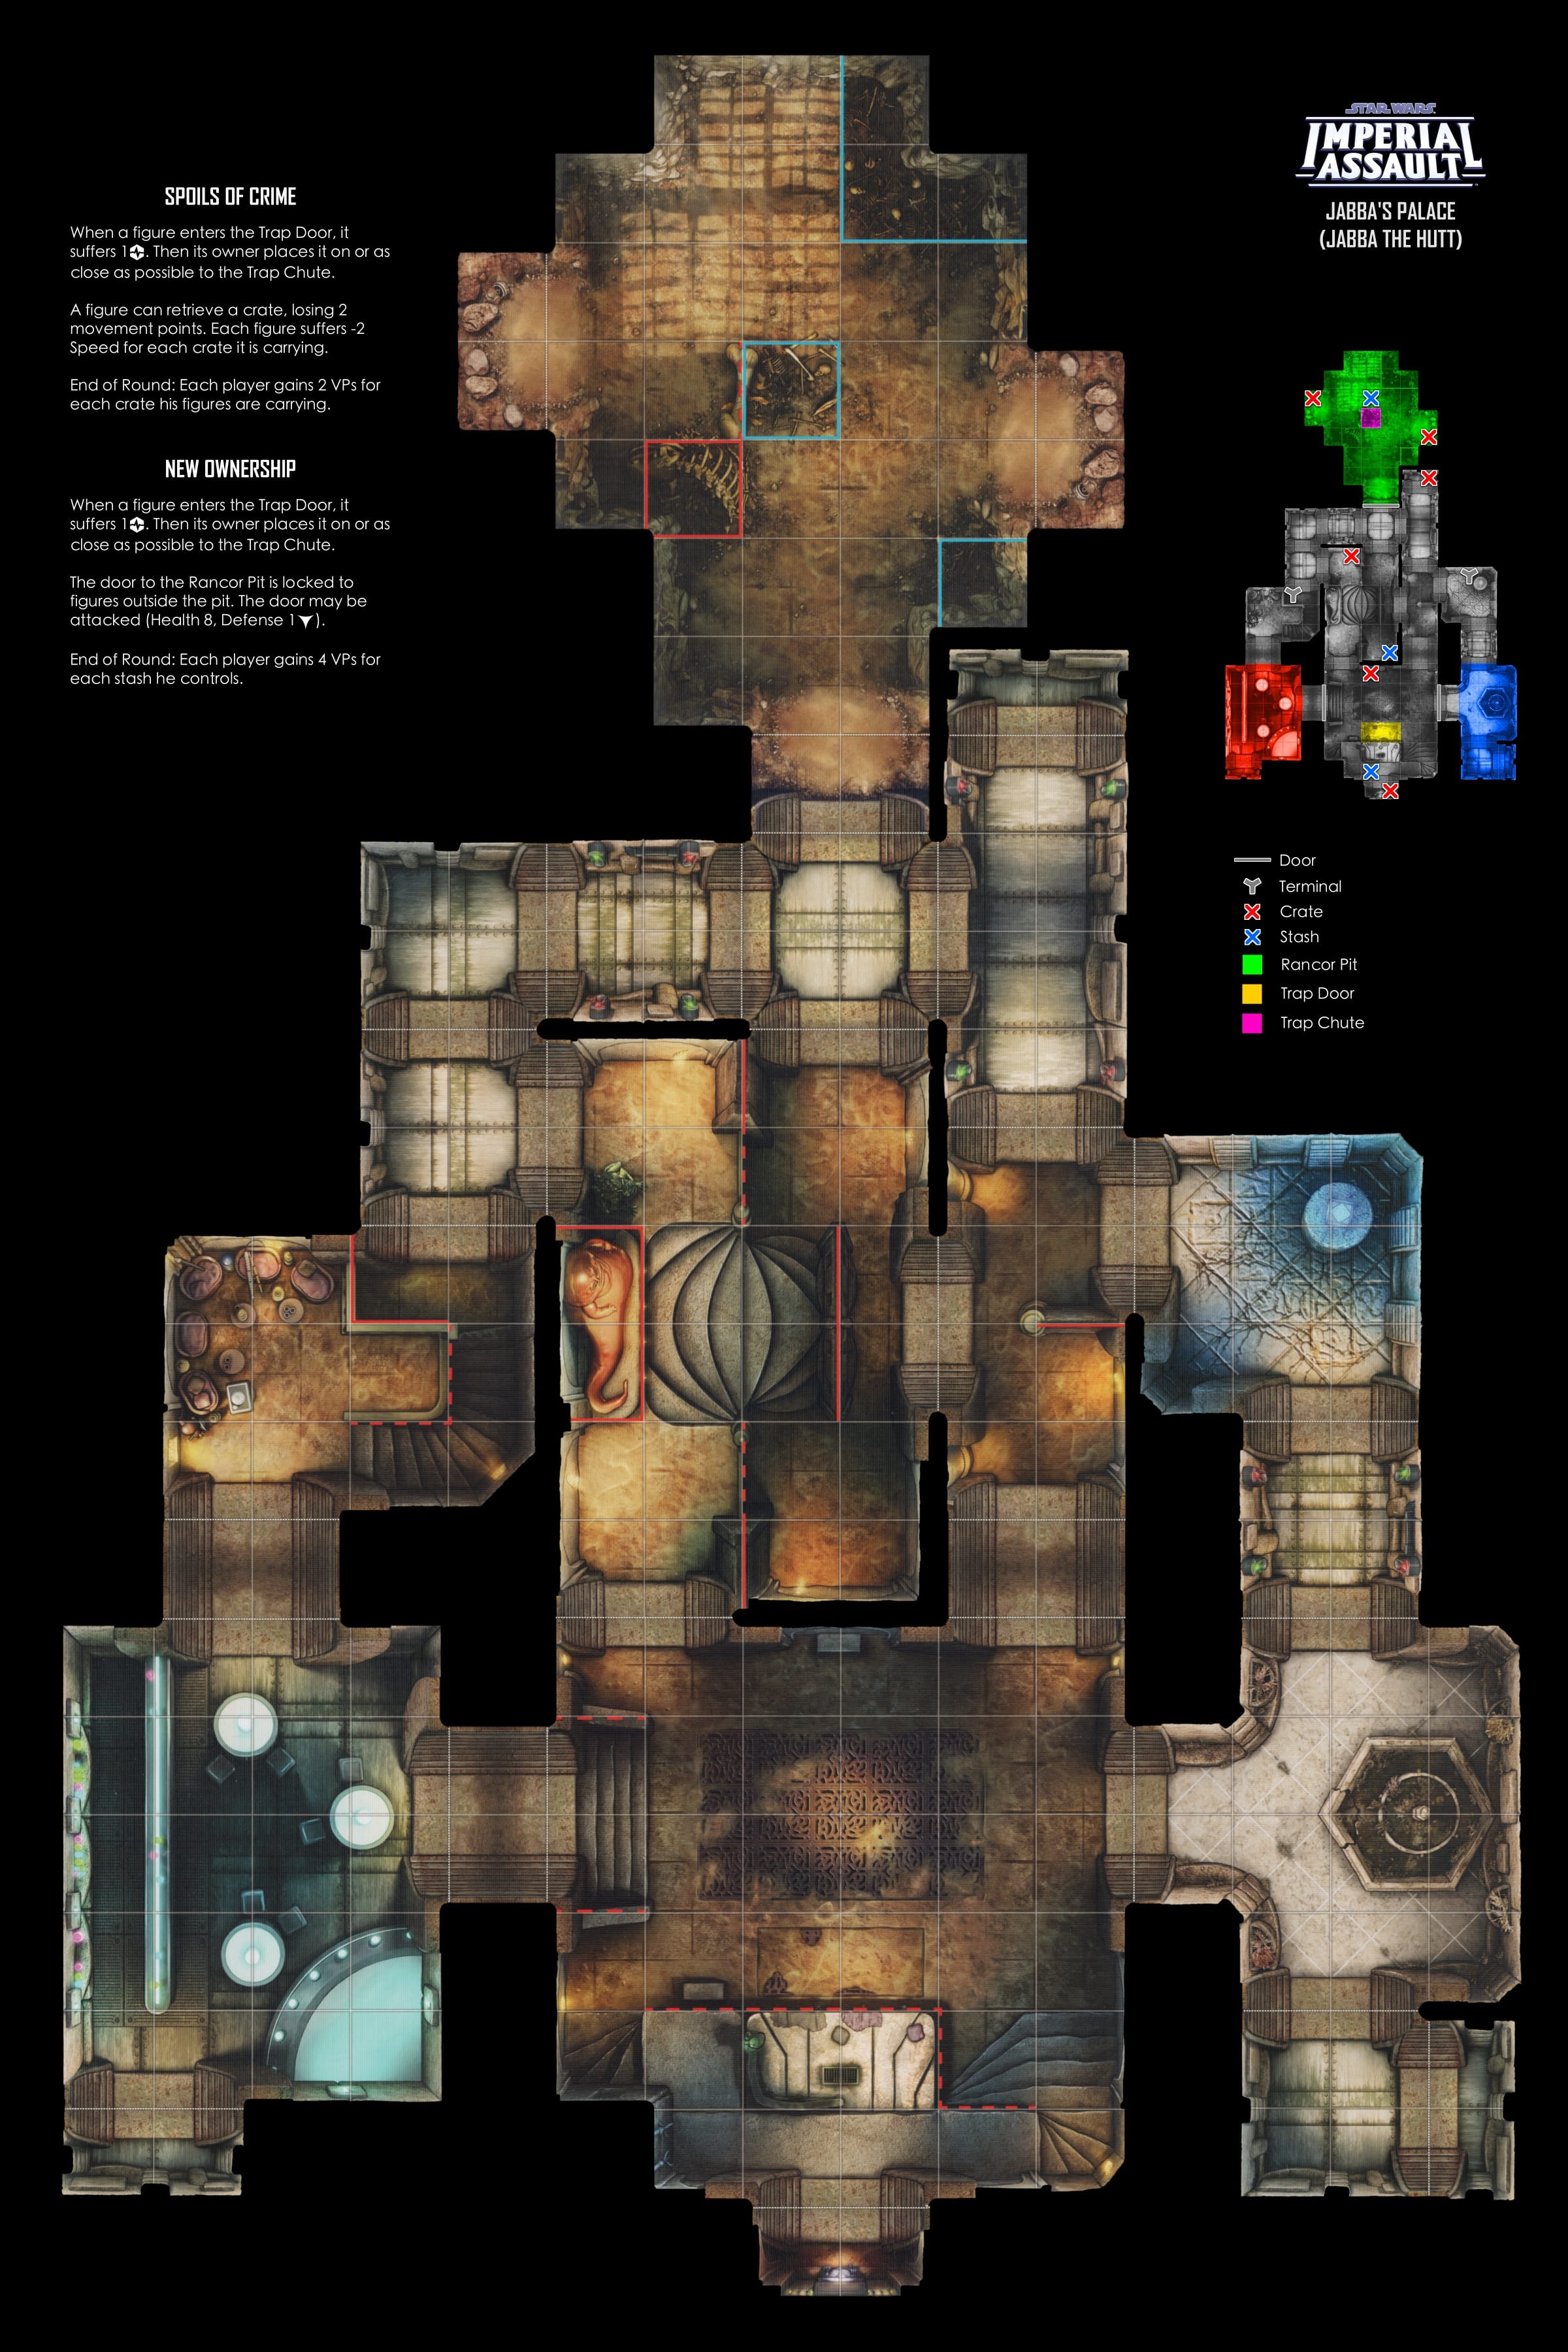 STAR WARS
IMPERIAL
ASSAULT
JABBA'S PALACE
(JABBA THE HUTT)
SPOILS OF CRIME
When a figure enters the Trap Door, it
suffers 1. Then its owner places it on or as
close as possible to the Trap Chute.
A figure can retrieve a crate, losing 2
movement points. Each figure suffers -2
Speed for each crate it is carrying.
End of Round: Each player gains 2 VPs for
each crate his figures are carrying.
NEW OWNERSHIP
When a figure enters the Trap Door, it
suffers 1. Then its owner places it on or as
close as possible to the Trap Chute.
The door to the Rancor Pit is locked to
figures outside the pit. The door may be
attacked (Health 8, Defense 1).
End of Round: Each player gains 4 VPs for
each stash he controls.
Door
Terminal
Crate
Stash
Rancor Pit
Trap Door
Trap Chute